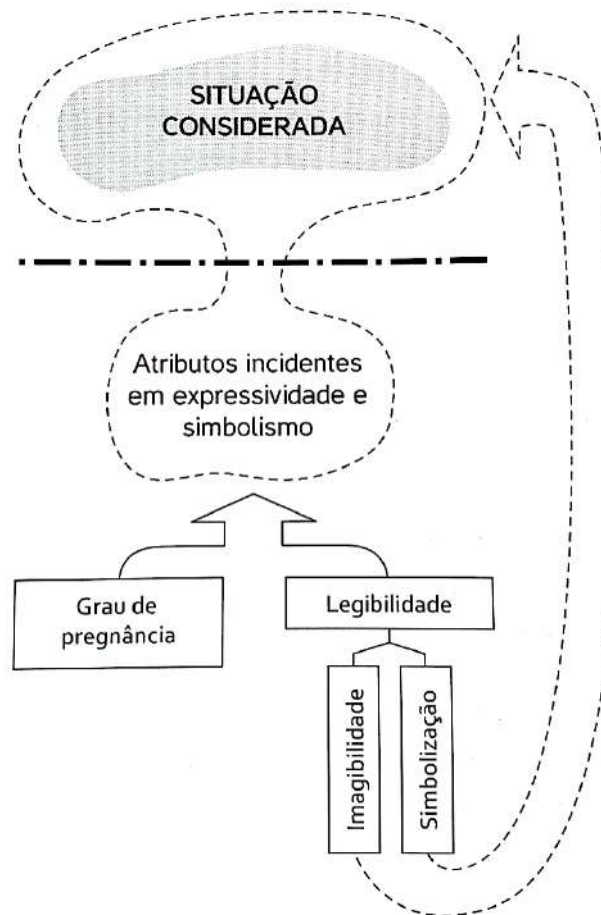 SITUAÇÃO
CONSIDERADA
Atributos incidentes
em expressividade e
simbolismo
Grau de
pregnância
Legibilidade
Imagibilidade
Simbolização